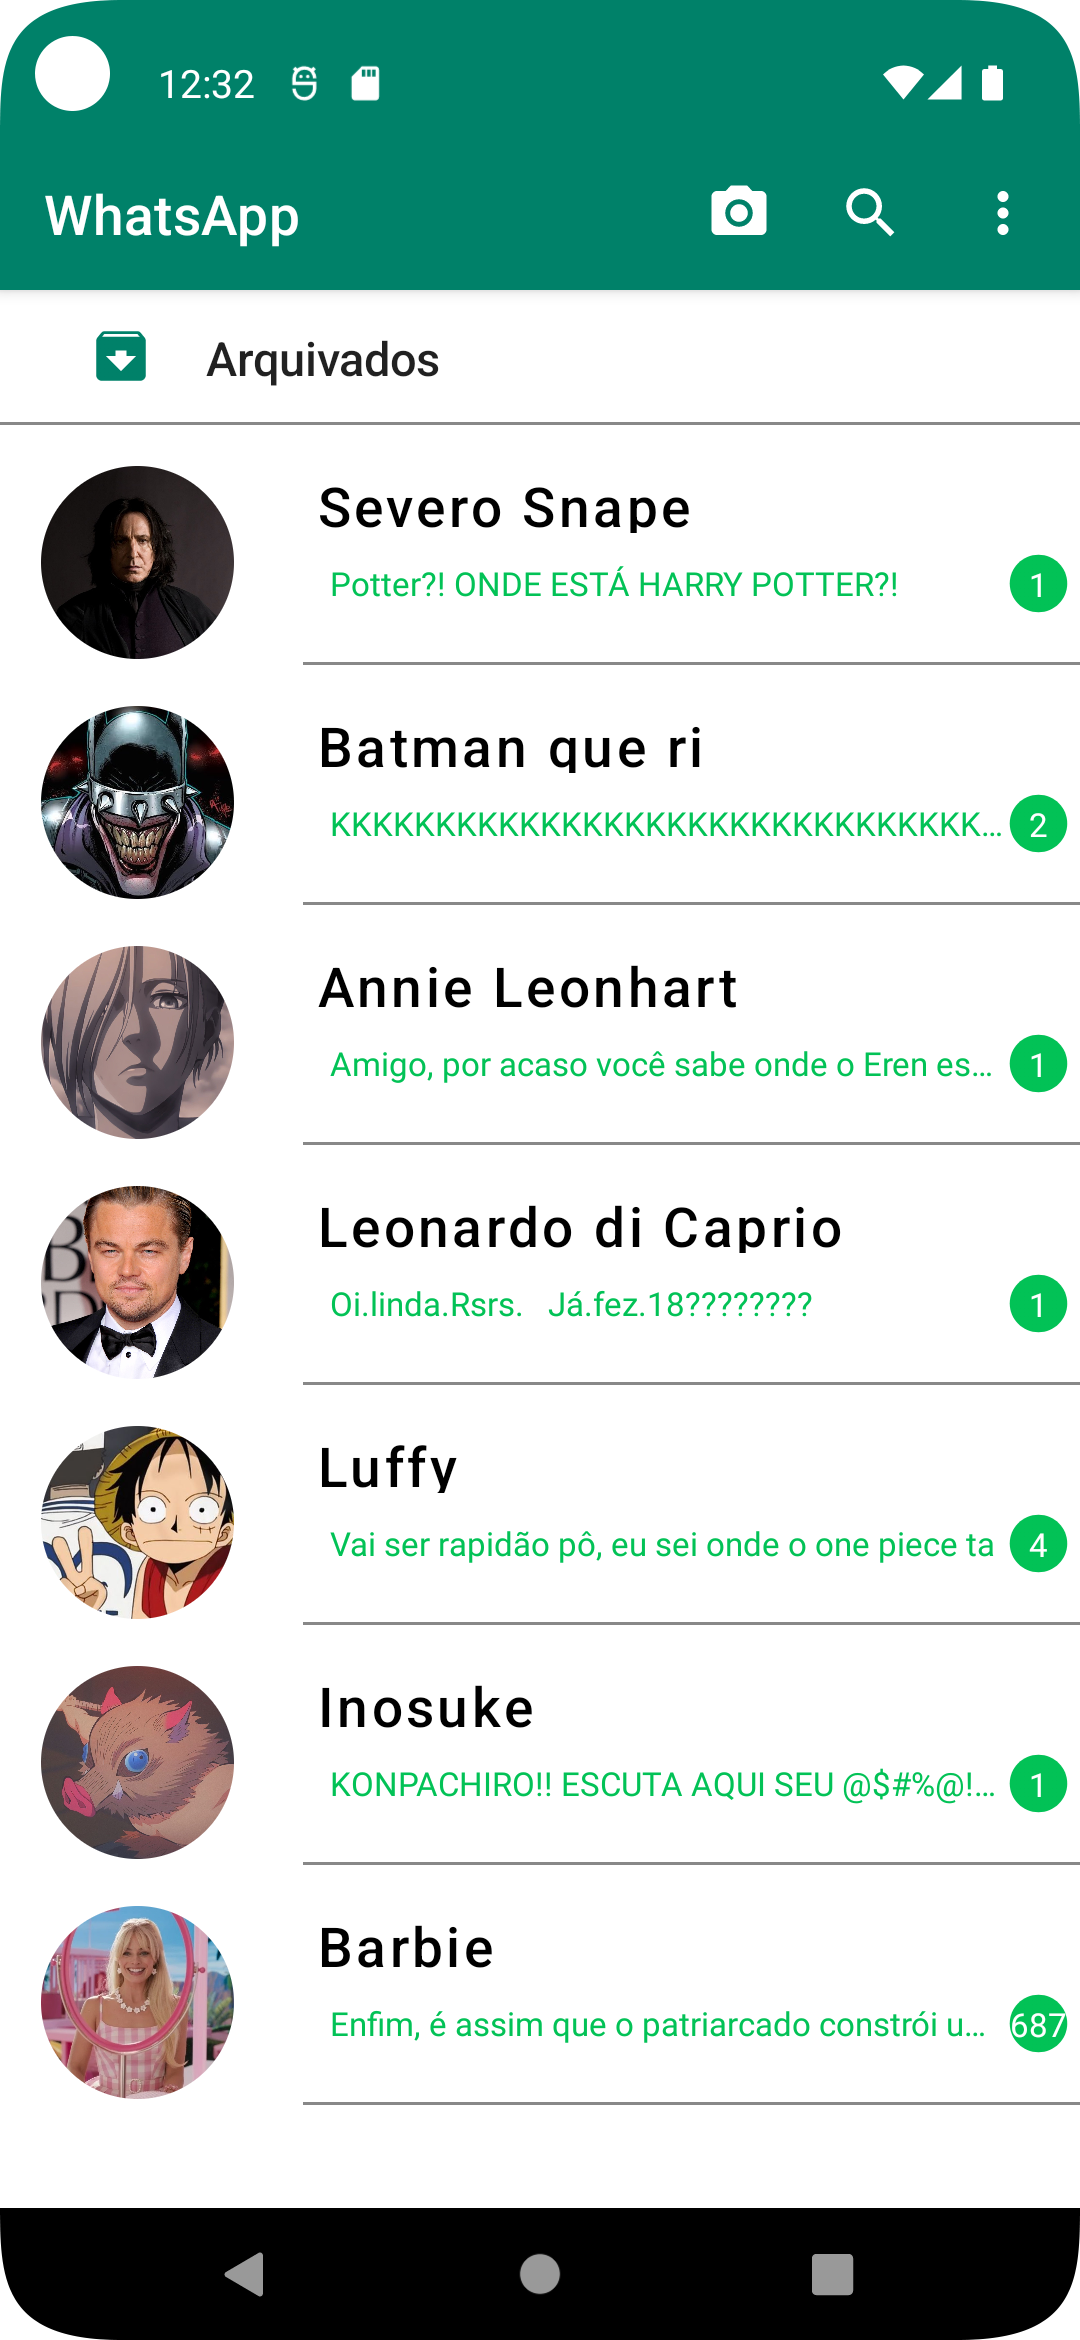 12:32
WhatsApp
Arquivados
Severo Snape
Potter?! ONDE ESTÁ HARRY POTTER?!
1
Batman que ri
KKKKKKKKKKKKKKKKKKKKKKKKKKKKKKK...
2
Annie Leonhart
Amigo, por acaso você sabe onde o Eren es...
1
Leonardo di Caprio
Oi.linda.Rsrs.   Já.fez.18????????
1
Luffy
Vai ser rapidão pô, eu sei onde o one piece ta
4
Inosuke
KONPACHIRO!! ESCUTA AQUI SEU @$#%@!...
1
Barbie
Enfim, é assim que o patriarcado constrói u...
687